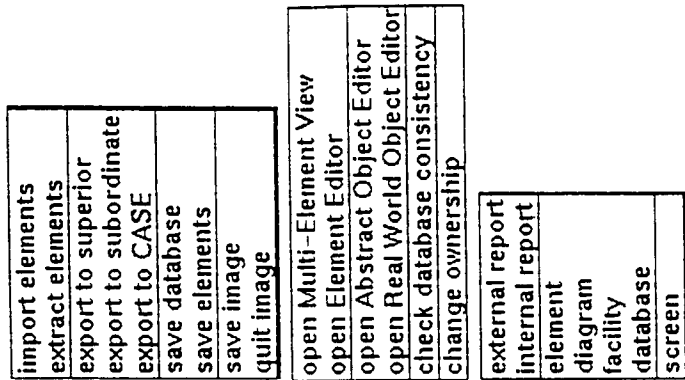 import elements
extract elements
export to superior
export to subordinate
export to CASE
save database
save elements
save image
quit image
open Multi-Element View
open Element Editor
open Abstract Object Editor
open Real World Object Editor
check database consistency
change ownership
external report
internal report
element
diagram
facility
database
screen